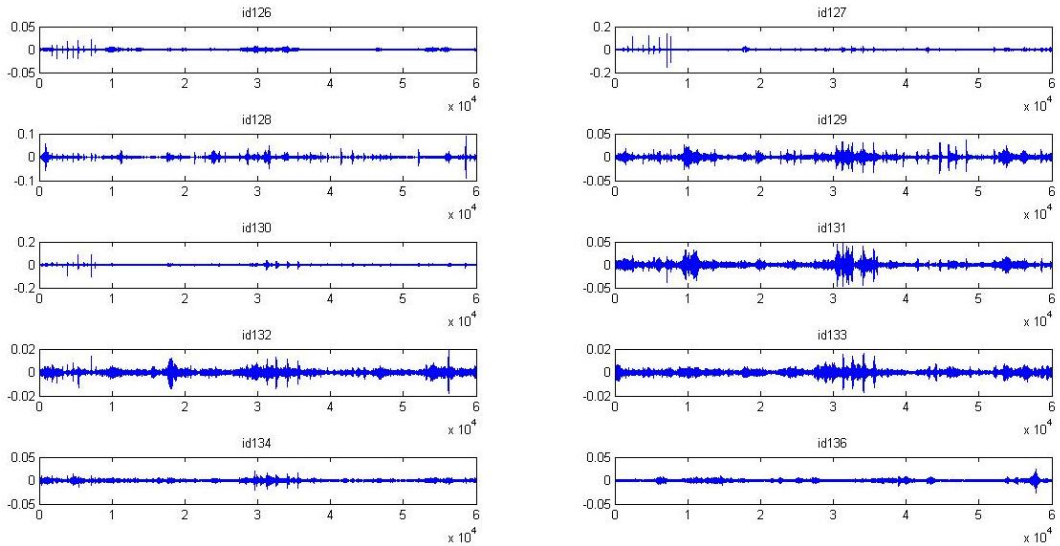 id126
0.05
0
-0.05
0 1 2 3 4 5 6
x 10^4
id127
0.2
0
-0.2
0 1 2 3 4 5 6
x 10^4
id128
0.1
0
-0.1
0 1 2 3 4 5 6
x 10^4
id129
0.05
0
-0.05
0 1 2 3 4 5 6
x 10^4
id130
0.2
0
-0.2
0 1 2 3 4 5 6
x 10^4
id131
0.05
0
-0.05
0 1 2 3 4 5 6
x 10^4
id132
0.02
0
-0.02
0 1 2 3 4 5 6
x 10^4
id133
0.02
0
-0.02
0 1 2 3 4 5 6
x 10^4
id134
0.05
0
-0.05
0 1 2 3 4 5 6
x 10^4
id136
0.05
0
-0.05
0 1 2 3 4 5 6
x 10^4